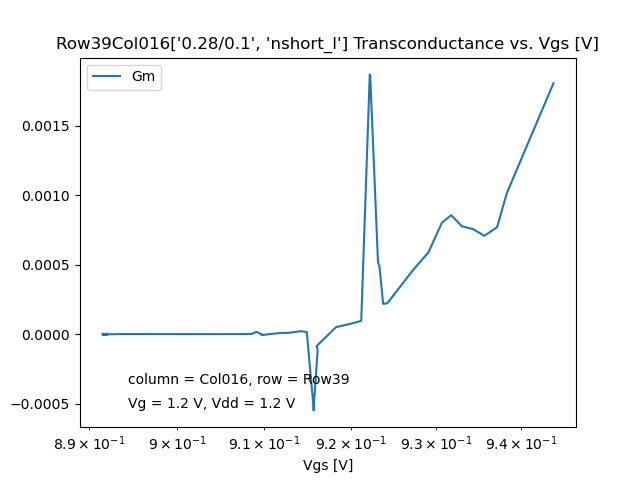 Row39Col016['0.28/0.1', 'nshort_l'] Transconductance vs. Vgs [V]
Gm
0.0015
0.0010
0.0005
0.0000
−0.0005
column = Col016, row = Row39
Vg = 1.2 V, Vdd = 1.2 V
8.9 × 10⁻¹ 9 × 10⁻¹ 9.1 × 10⁻¹ 9.2 × 10⁻¹ 9.3 × 10⁻¹ 9.4 × 10⁻¹
Vgs [V]